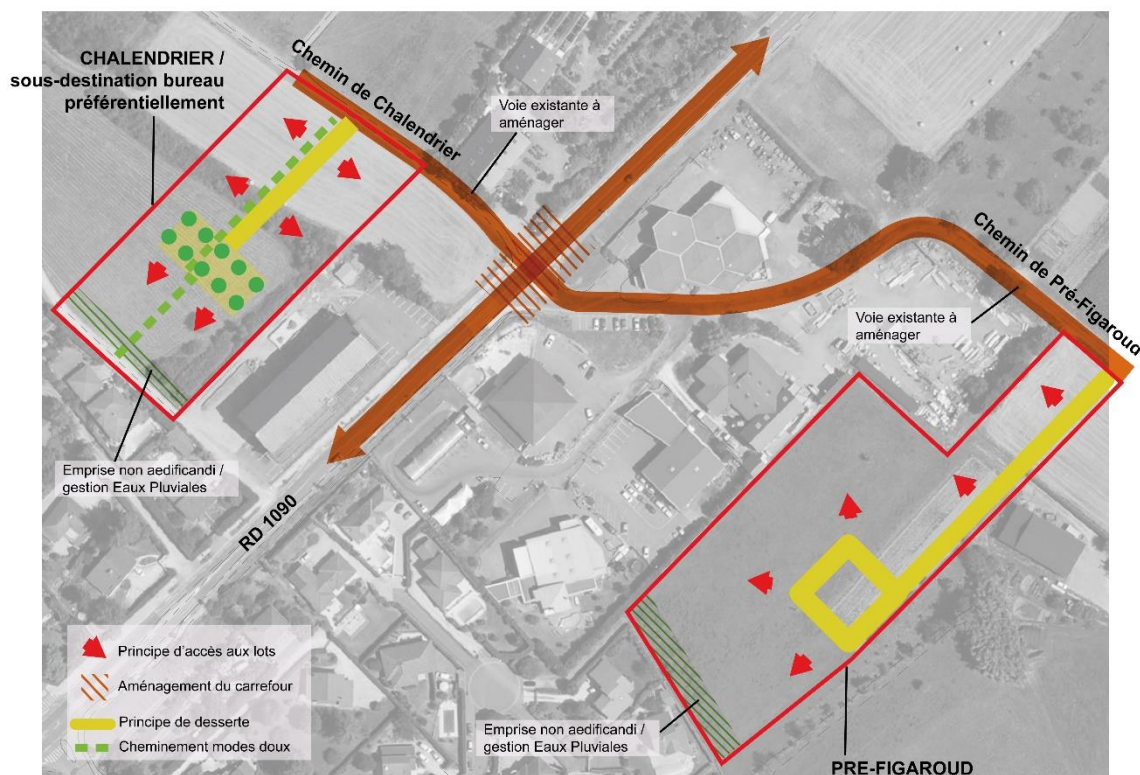 CHALENDRIER /
sous-destination bureau
préférentiellement
Chemin de Chalendrier
Voie existante à
aménager
Chemin de Pré-Figaroud
Voie existante à
aménager
Emprise non aedificandi /
gestion Eaux Pluviales
RD 1090
Principe d'accès aux lots
Aménagement du carrefour
Principe de desserte
Cheminement modes doux
Emprise non aedificandi /
gestion Eaux Pluviales
PRE-FIGAROUD